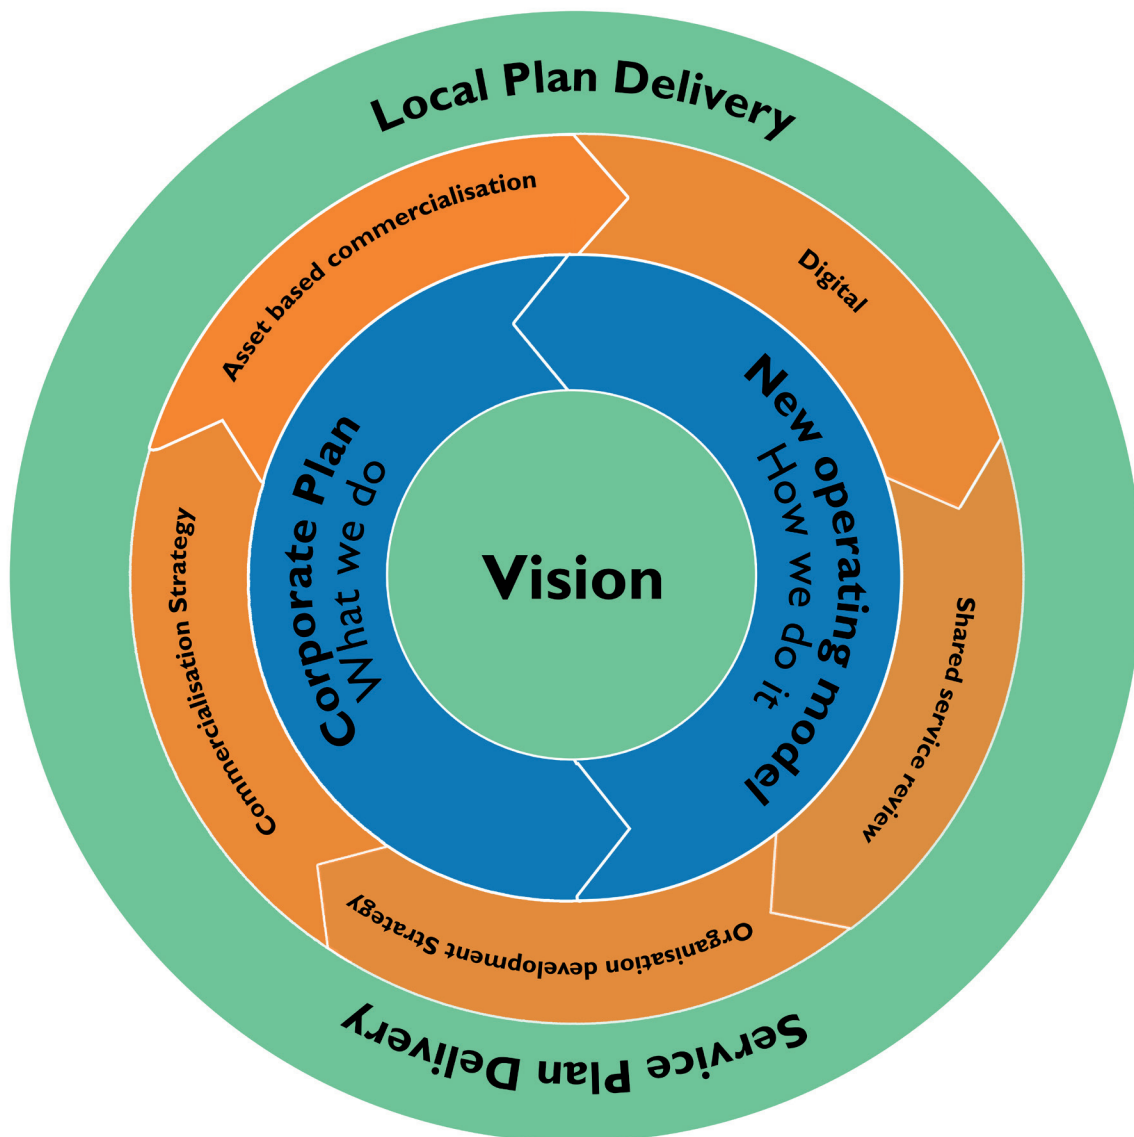 Local Plan Delivery
Asset based commercialisation
Digital
New operating model
How we do it
Corporate Plan
What we do
Vision
Shared service review
Commercialisation Strategy
Organisation development Strategy
Service Plan Delivery